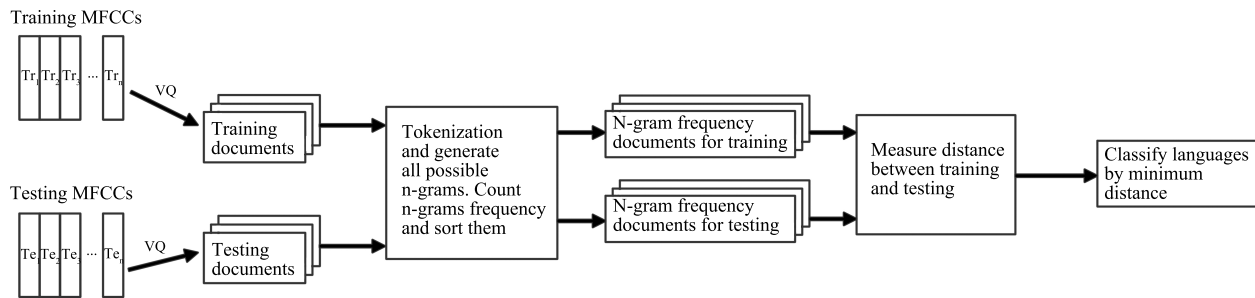 Training MFCCs
Tr1 Tr2 Tr3 ... Trn
VQ
Training
documents
Testing MFCCs
Te1 Te2 Te3 ... Ten
VQ
Testing
documents
Tokenization
and generate
all possible
n-grams. Count
n-grams frequency
and sort them
N-gram frequency
documents for training
N-gram frequency
documents for testing
Measure distance
between training
and testing
Classify languages
by minimum
distance